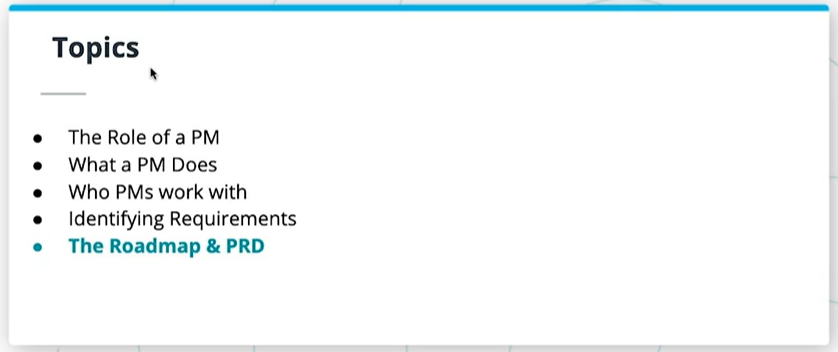 Topics
● The Role of a PM
● What a PM Does
● Who PMs work with
● Identifying Requirements
● The Roadmap & PRD